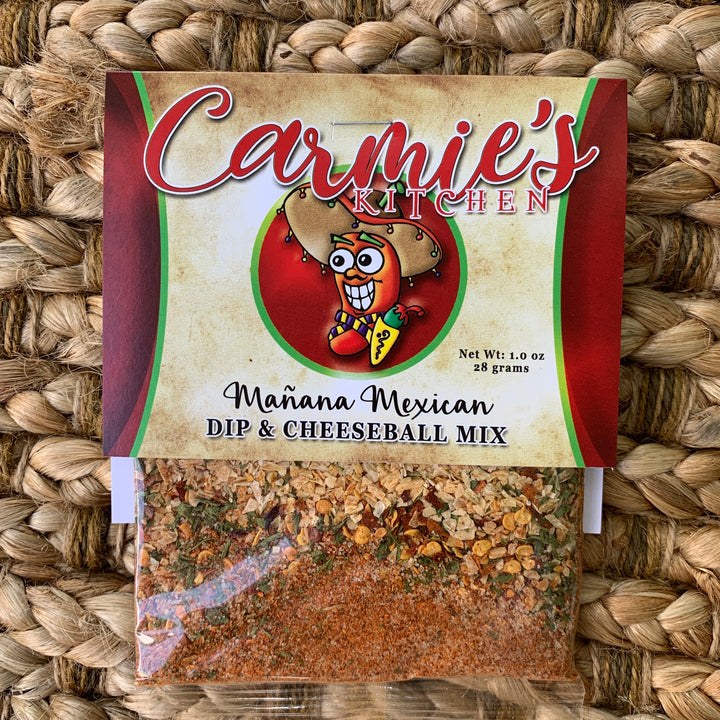 Carmie's
KITCHEN
Net Wt: 1.0 oz
28 grams
Mañana Mexican
DIP & CHEESEBALL MIX